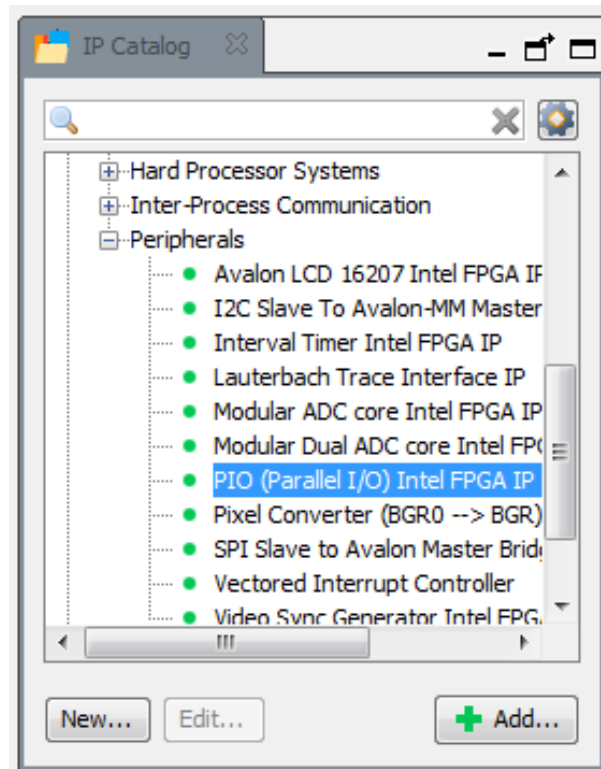 IP Catalog
Hard Processor Systems
Inter-Process Communication
Peripherals
Avalon LCD 16207 Intel FPGA IP
I2C Slave To Avalon-MM Master
Interval Timer Intel FPGA IP
Lauterbach Trace Interface IP
Modular ADC core Intel FPGA IP
Modular Dual ADC core Intel FPG
PIO (Parallel I/O) Intel FPGA IP
Pixel Converter (BGR0 --> BGR)
SPI Slave to Avalon Master Brid
Vectored Interrupt Controller
Video Sync Generator Intel FPG
New...
Edit...
Add...